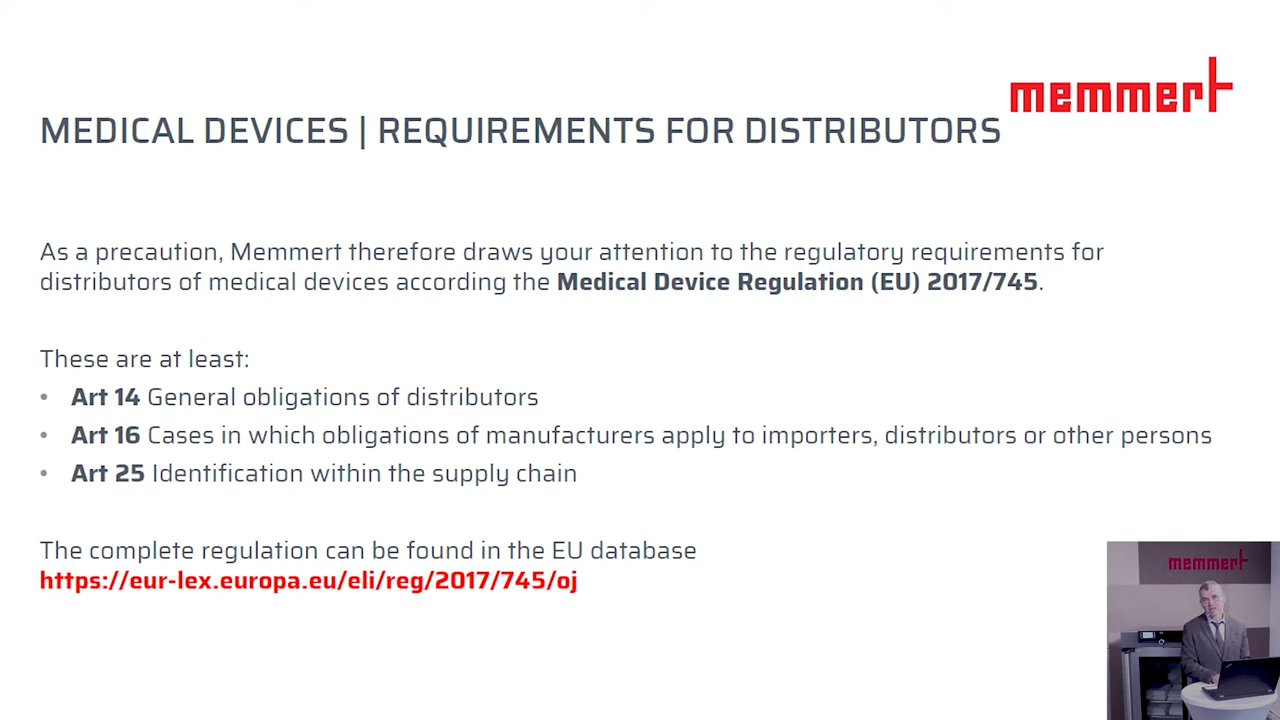 memmert
MEDICAL DEVICES | REQUIREMENTS FOR DISTRIBUTORS
As a precaution, Memmert therefore draws your attention to the regulatory requirements for
distributors of medical devices according the Medical Device Regulation (EU) 2017/745.
These are at least:
• Art 14 General obligations of distributors
• Art 16 Cases in which obligations of manufacturers apply to importers, distributors or other persons
• Art 25 Identification within the supply chain
The complete regulation can be found in the EU database
https://eur-lex.europa.eu/eli/reg/2017/745/oj
memmert